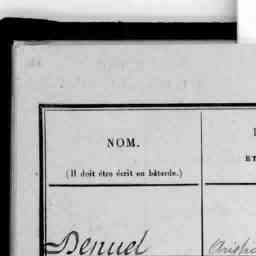 NOM.
(Il doit être écrit en bâtarde.)
Denuel